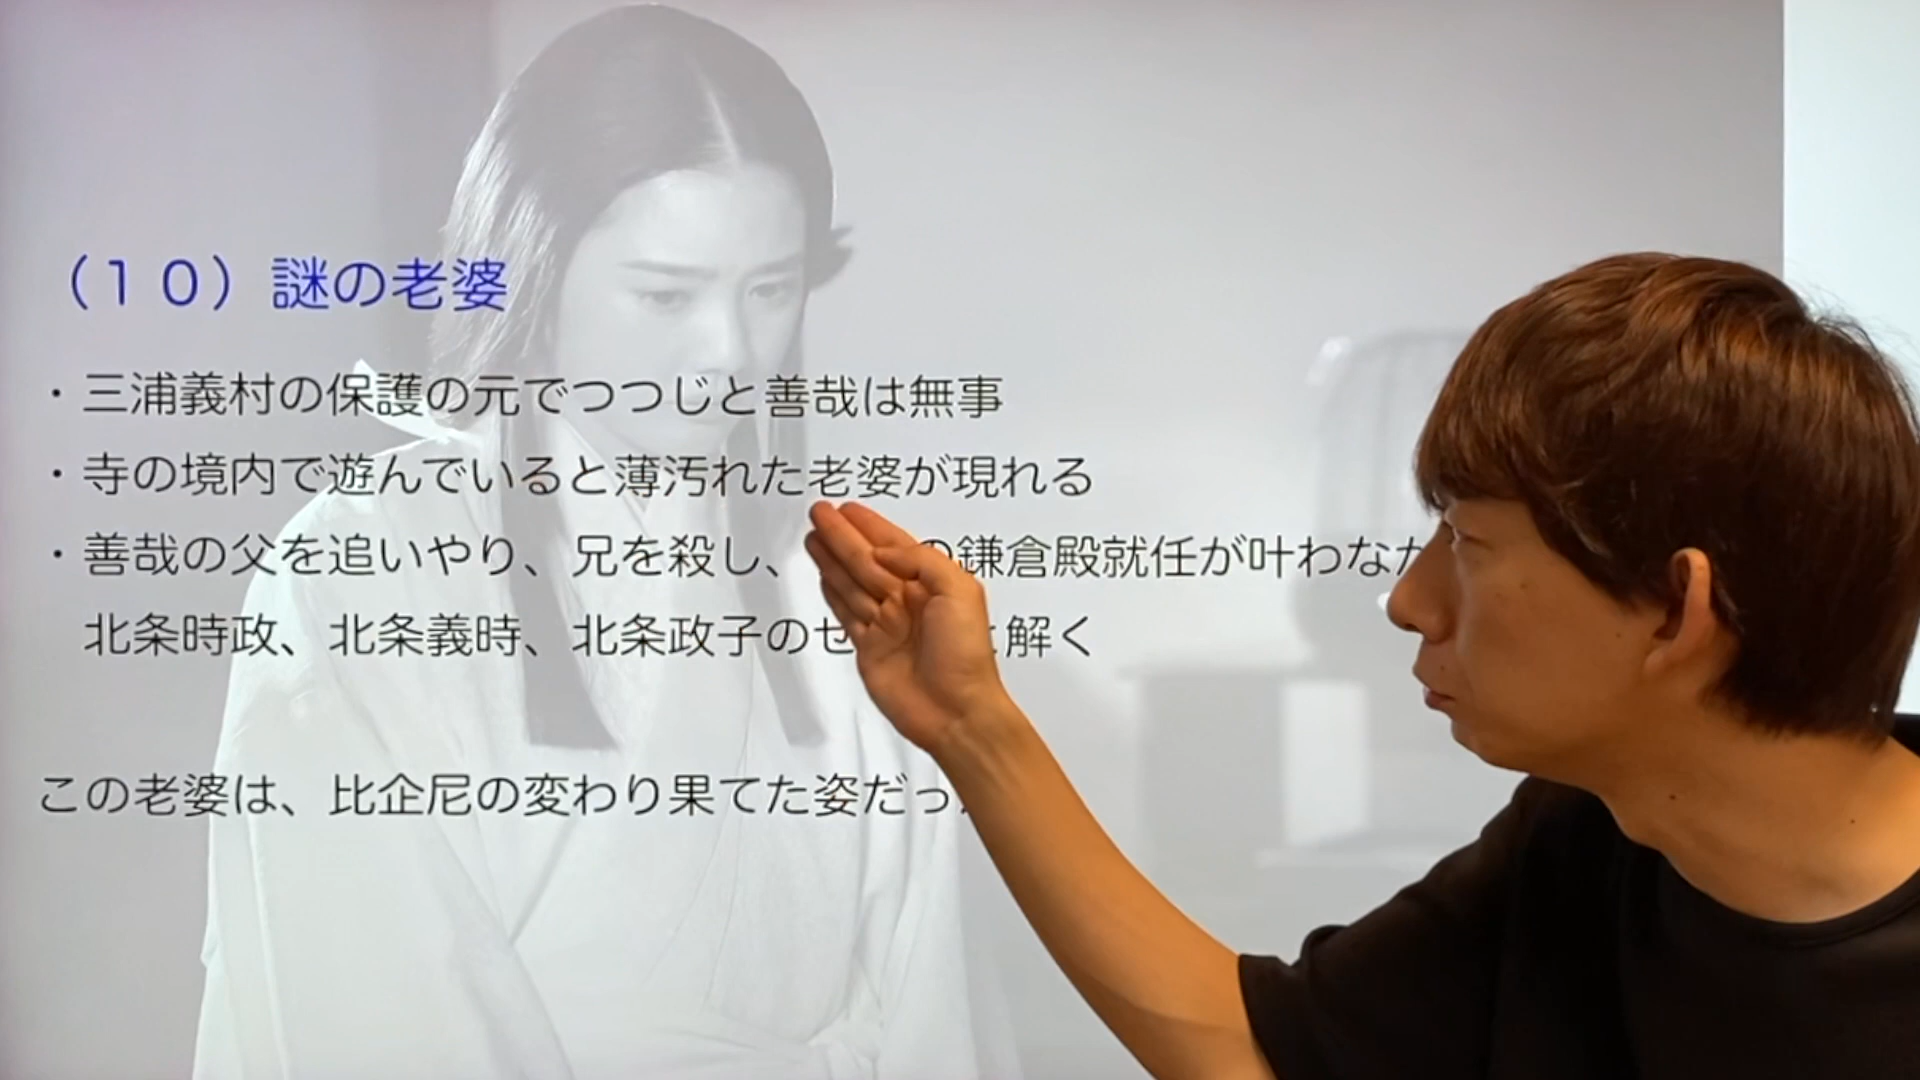 （１０）謎の老婆
・三浦義村の保護の元でつつじと善哉は無事
・寺の境内で遊んでいると薄汚れた老婆が現れる
・善哉の父を追いやり、兄を殺し、の鎌倉殿就任が叶わな
北条時政、北条義時、北条政子のせ と解く
この老婆は、比企尼の変わり果てた姿だっ